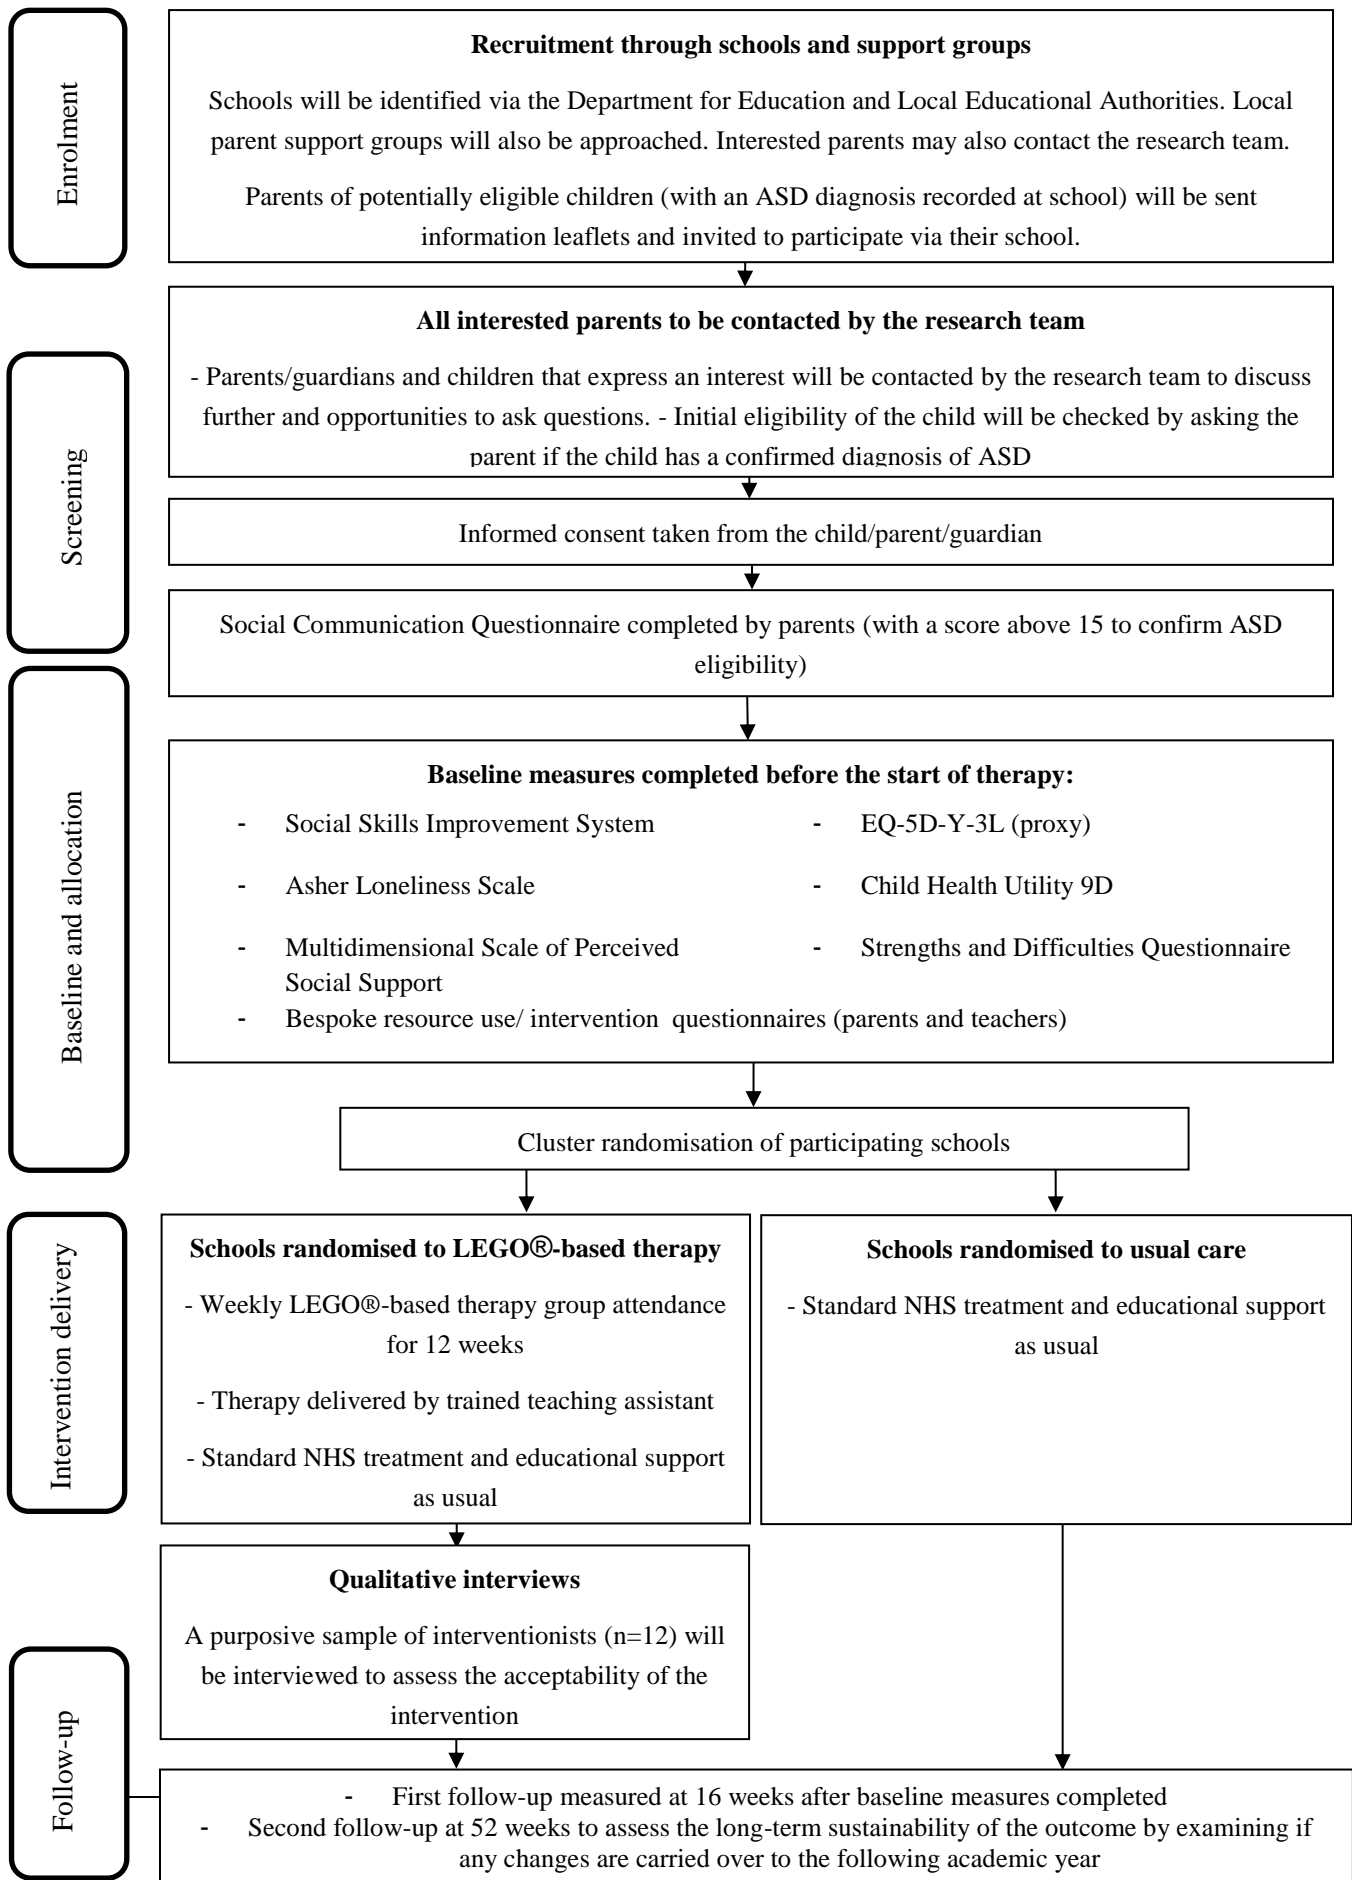 Enrolment
Recruitment through schools and support groups
Schools will be identified via the Department for Education and Local Educational Authorities. Local
parent support groups will also be approached. Interested parents may also contact the research team.
Parents of potentially eligible children (with an ASD diagnosis recorded at school) will be sent
information leaflets and invited to participate via their school.
Screening
All interested parents to be contacted by the research team
- Parents/guardians and children that express an interest will be contacted by the research team to discuss
further and opportunities to ask questions. - Initial eligibility of the child will be checked by asking the
parent if the child has a confirmed diagnosis of ASD
Informed consent taken from the child/parent/guardian
Social Communication Questionnaire completed by parents (with a score above 15 to confirm ASD
eligibility)
Baseline and allocation
Baseline measures completed before the start of therapy:
- Social Skills Improvement System
- EQ-5D-Y-3L (proxy)
- Asher Loneliness Scale
- Child Health Utility 9D
- Multidimensional Scale of Perceived
Social Support
- Strengths and Difficulties Questionnaire
- Bespoke resource use/ intervention questionnaires (parents and teachers)
Cluster randomisation of participating schools
Intervention delivery
Schools randomised to LEGO®-based therapy
- Weekly LEGO®-based therapy group attendance
for 12 weeks
- Therapy delivered by trained teaching assistant
- Standard NHS treatment and educational support
as usual
Schools randomised to usual care
- Standard NHS treatment and educational support
as usual
Qualitative interviews
A purposive sample of interventionists (n=12) will
be interviewed to assess the acceptability of the
intervention
Follow-up
- First follow-up measured at 16 weeks after baseline measures completed
- Second follow-up at 52 weeks to assess the long-term sustainability of the outcome by examining if
any changes are carried over to the following academic year